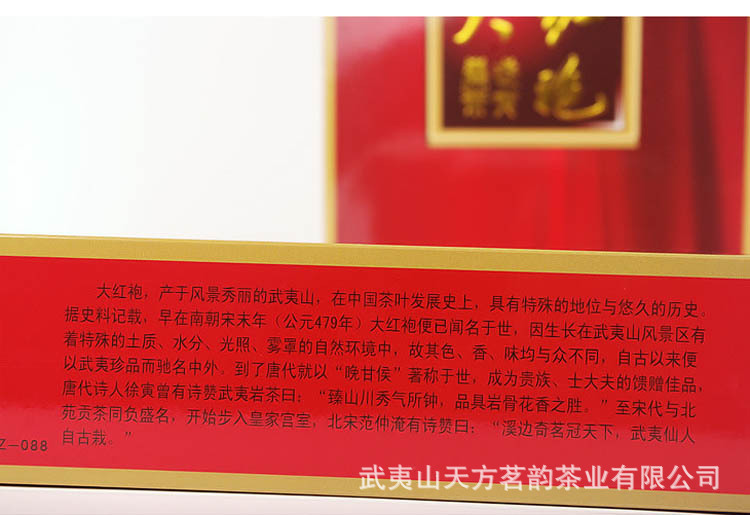 大红袍，产于风景秀丽的武夷山，在中国茶叶发展史上，具有特殊的地位与悠久的历史。
据史料记载，早在南朝宋末年（公元479年）大红袍便已闻名于世，因生长在武夷山风景区有
着特殊的土质、水分、光照、雾罩的自然环境中，故其色、香、味均与众不同，自古以来便
以武夷珍品而驰名中外。到了唐代就以“晚甘侯”著称于世，成为贵族、士大夫的馈赠佳品，
唐代诗人徐寅曾有诗赞武夷岩茶曰：“臻山川秀气所钟，品具岩骨花香之胜。”至宋代与北
苑贡茶同负盛名，开始步入皇家宫室，北宋范仲淹有诗赞曰：“溪边奇茗冠天下，武夷仙人
自古栽。”
Z-088
武夷山天方茗韵茶业有限公司